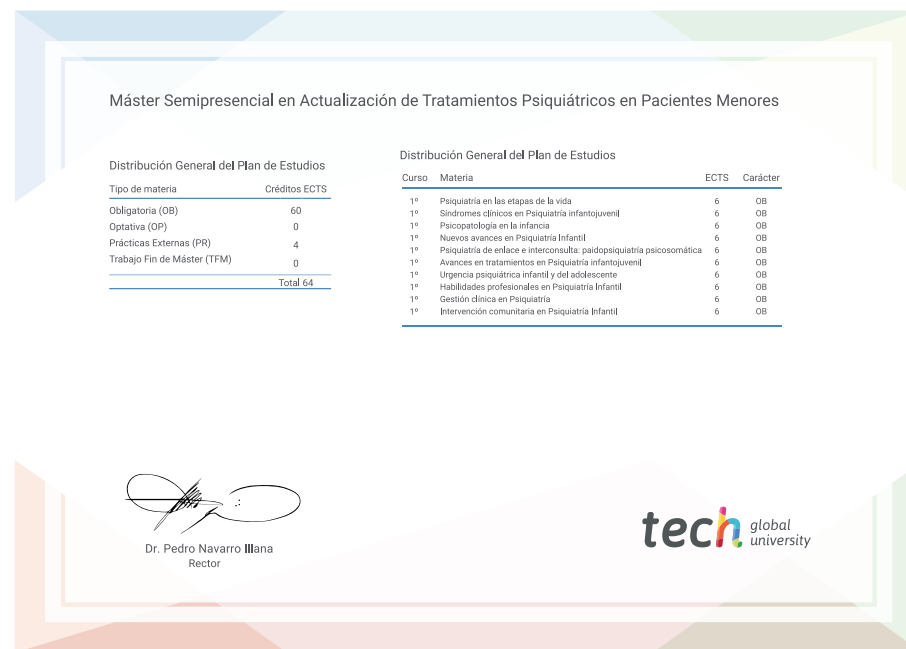 Máster Semipresencial en Actualización de Tratamientos Psiquiátricos en Pacientes Menores
Distribución General del Plan de Estudios
Tipo de materia Créditos ECTS
Obligatoria (OB) 60
Optativa (OP) 0
Prácticas Externas (PR) 4
Trabajo Fin de Máster (TFM) 0
Total 64
Distribución General del Plan de Estudios
Curso Materia ECTS Carácter
1º Psiquiatría en las etapas de la vida 6 OB
1º Síndromes clínicos en Psiquiatría infantojuvenil 6 OB
1º Psicopatología en la infancia 6 OB
1º Nuevos avances en Psiquiatría Infantil 6 OB
1º Psiquiatría de enlace e interconsulta: paidopsiquiatría psicosomática 6 OB
1º Avances en tratamientos en Psiquiatría infantojuvenil 6 OB
1º Urgencia psiquiátrica infantil y del adolescente 6 OB
1º Habilidades profesionales en Psiquiatría Infantil 6 OB
1º Gestión clínica en Psiquiatría 6 OB
1º Intervención comunitaria en Psiquiatría Infantil 6 OB
Dr. Pedro Navarro Illana
Rector
tech global
university